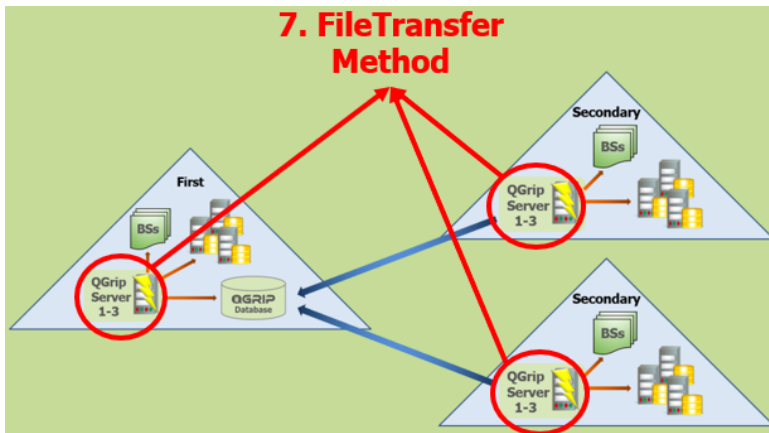 7. FileTransfer
Method
First
BSs
QGrip
Server
1-3
QGRIP
Database
Secondary
BSs
QGrip
Server
1-3
Secondary
BSs
QGrip
Server
1-3